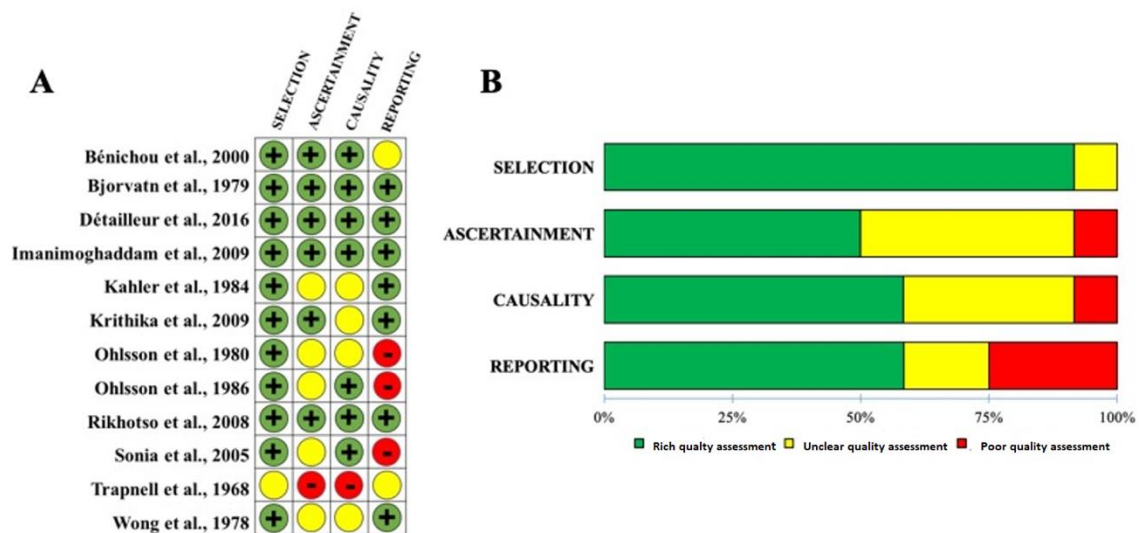 A
SELECTION
ASCERTAINMENT
CAUSALITY
REPORTING
Bénichou et al., 2000
Bjorvatn et al., 1979
Détailleur et al., 2016
Imanimoghaddam et al., 2009
Kahler et al., 1984
Krithika et al., 2009
Ohlsson et al., 1980
Ohlsson et al., 1986
Rikhotso et al., 2008
Sonia et al., 2005
Trapnell et al., 1968
Wong et al., 1978
B
SELECTION
ASCERTAINMENT
CAUSALITY
REPORTING
0% 25% 50% 75% 100%
Rich qualty assessment Unclear quality assessment Poor quality assessment